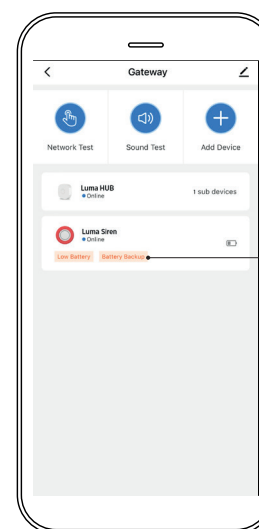 Gateway
Network Test
Sound Test
Add Device
Luma HUB
Online
1 sub devices
Luma Siren
Online
Low Battery
Battery Backup